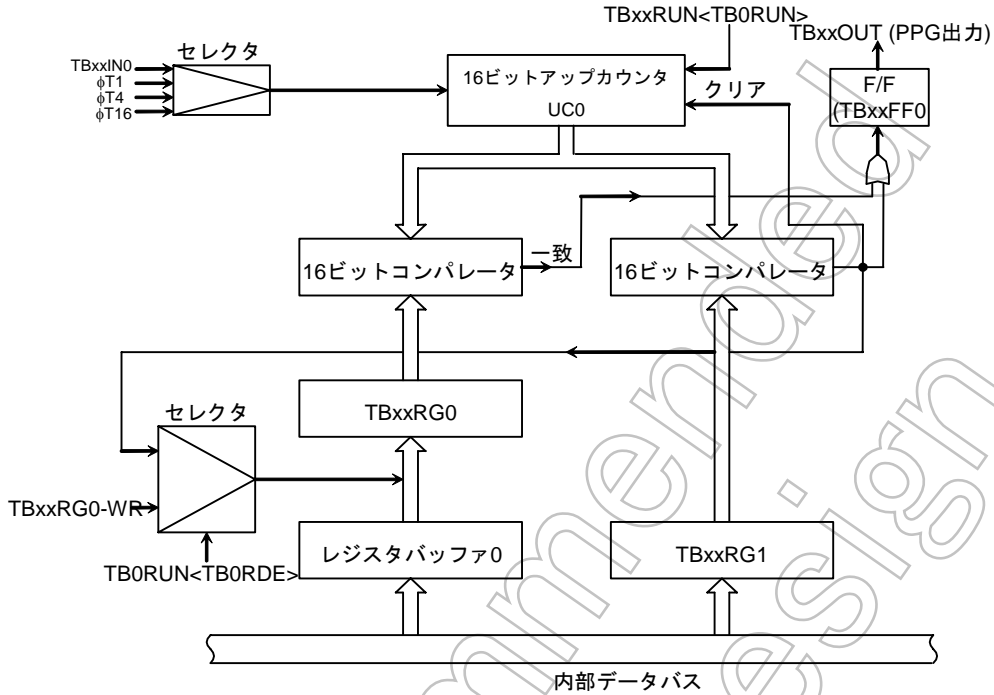 TBxxRUN<TB0RUN>
TBxxOUT (PPG出力)
セレクタ
TBxxIN0
φT1
φT4
φT16
16ビットアップカウンタ
UC0
クリア
F/F
(TBxxFF0
16ビットコンパレータ
一致
16ビットコンパレータ
TBxxRG0
セレクタ
TBxxRG0-WR
TB0RUN<TB0RDE>
レジスタバッファ0
TBxxRG1
内部データバス
mmended
esign